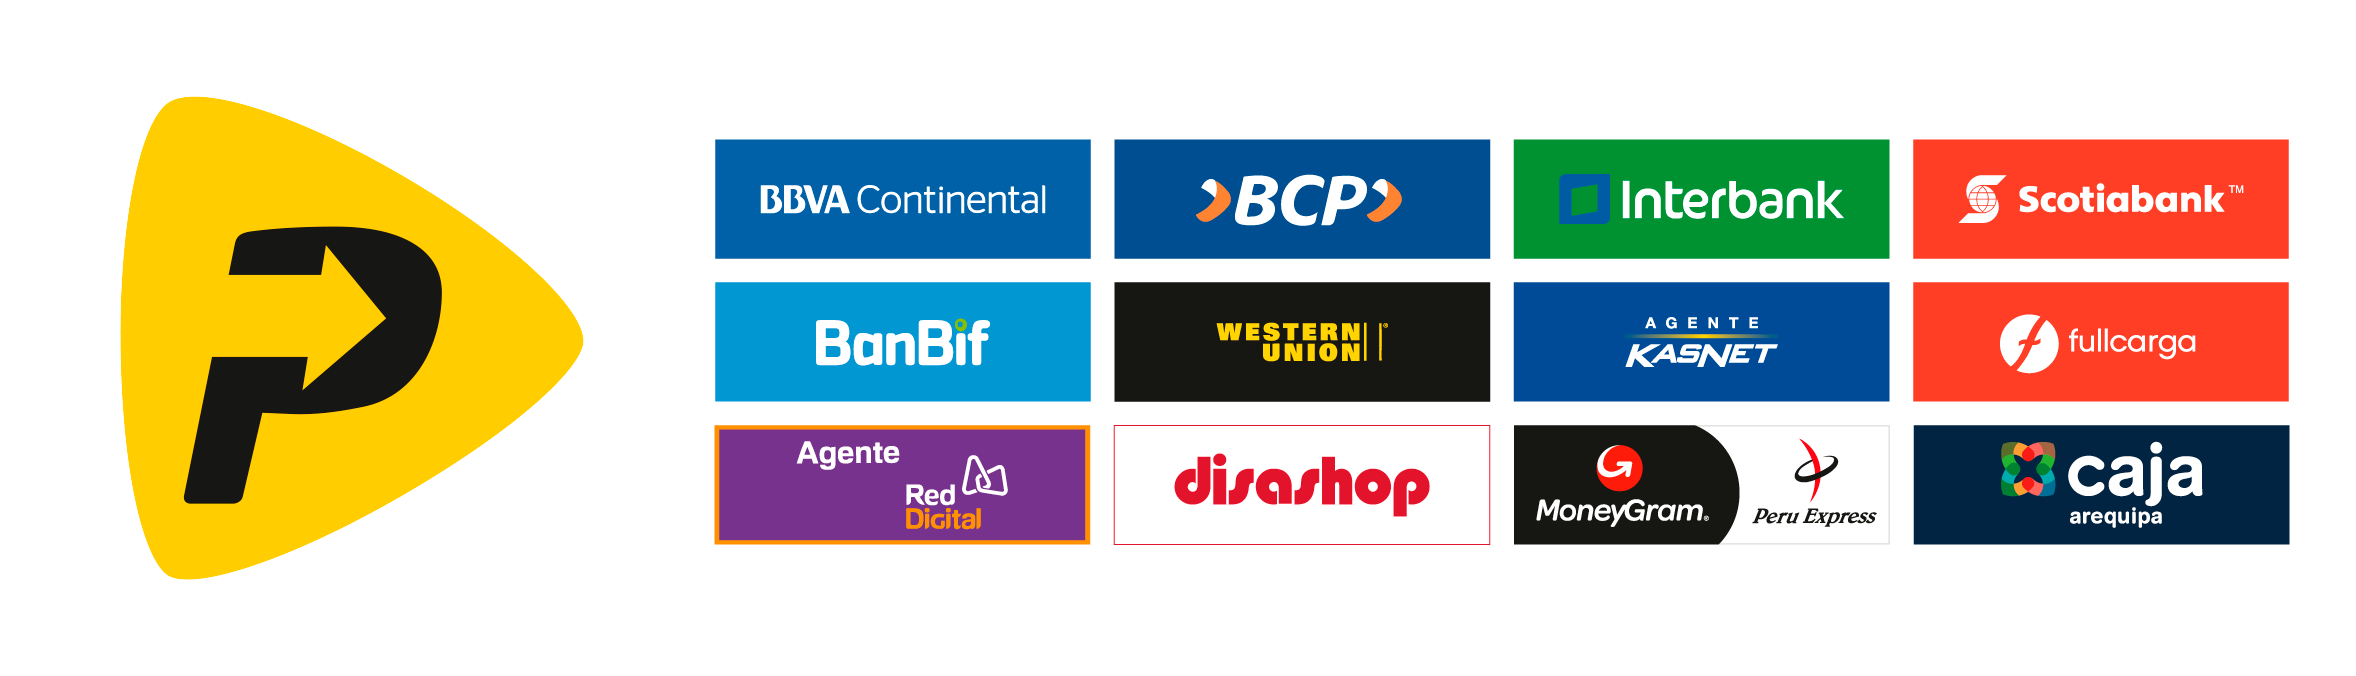 P
BBVA Continental
BCP
Interbank
Scotiabank™
BanBif
WESTERN
UNION ®
AGENTE
KASNET
fullcarga
Agente
Red
Digital
disashop
MoneyGram®
Peru Express
caja
arequipa